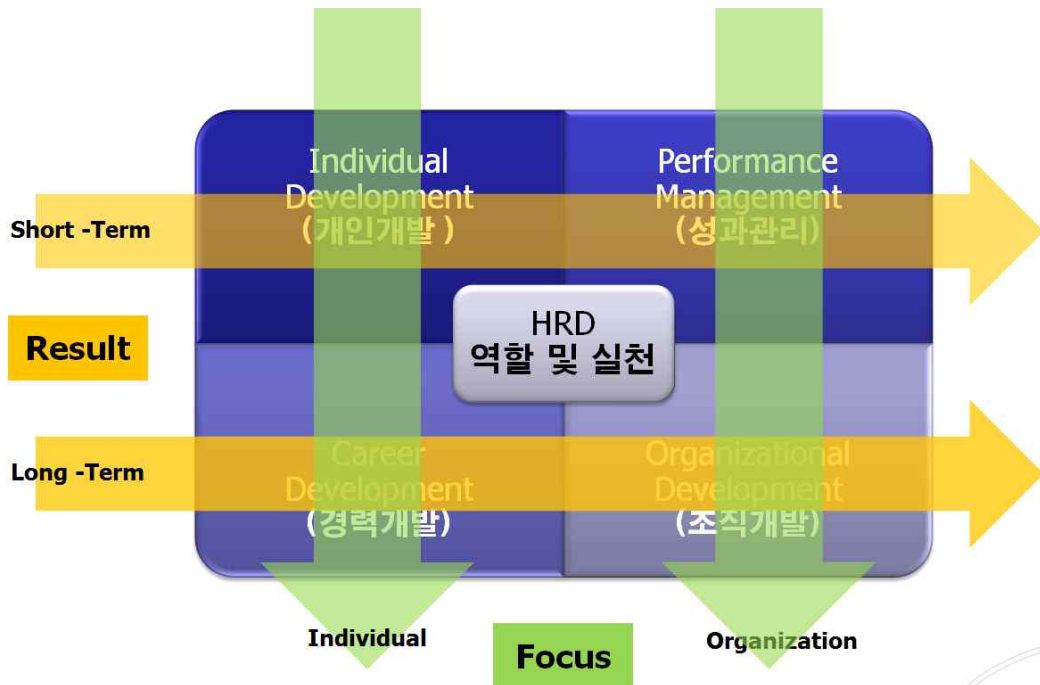 Individual
Development
(개인개발 )
Performance
Management
(성과관리)
Short -Term
HRD
역할 및 실천
Result
Career
Development
(경력개발)
Organizational
Development
(조직개발)
Long -Term
Individual
Focus
Organization